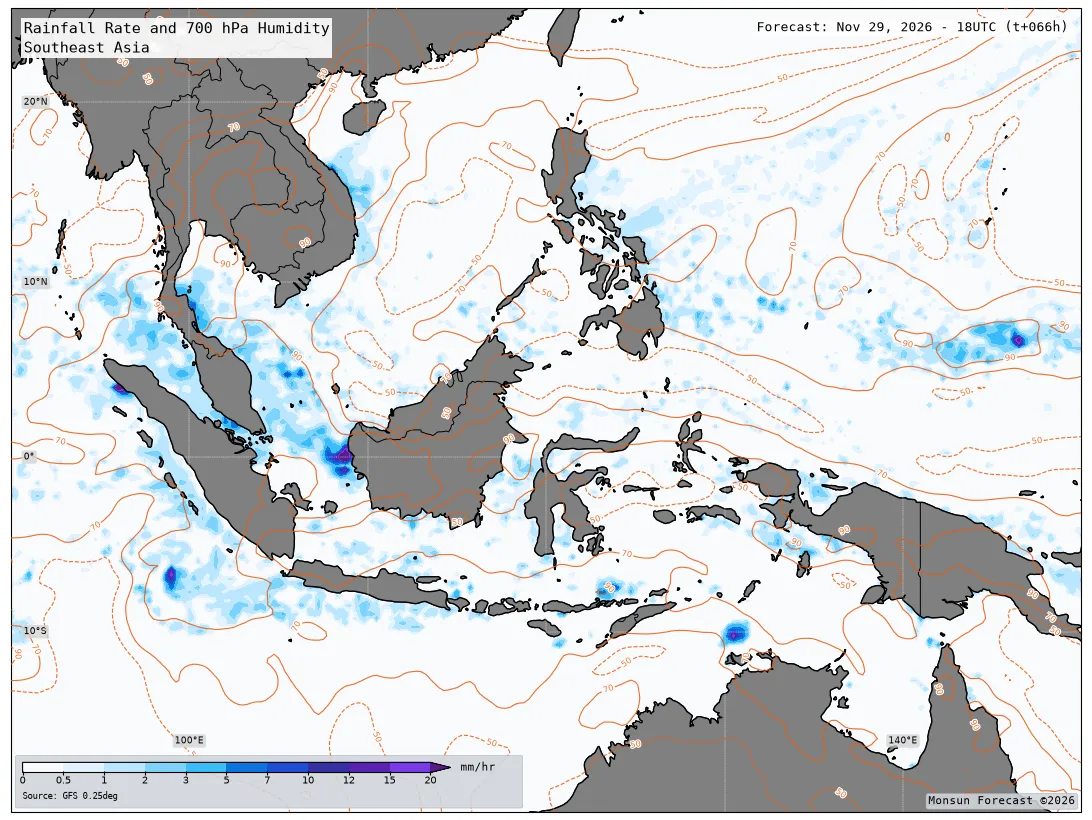 Rainfall Rate and 700 hPa Humidity
Southeast Asia
Forecast: Nov 29, 2026 - 18UTC (t+066h)
20°N
10°N
0°
10°S
100°E
140°E
mm/hr
0 0.5 1 2 3 5 7 10 12 15 20
Source: GFS 0.25deg
Monsun Forecast ©2026